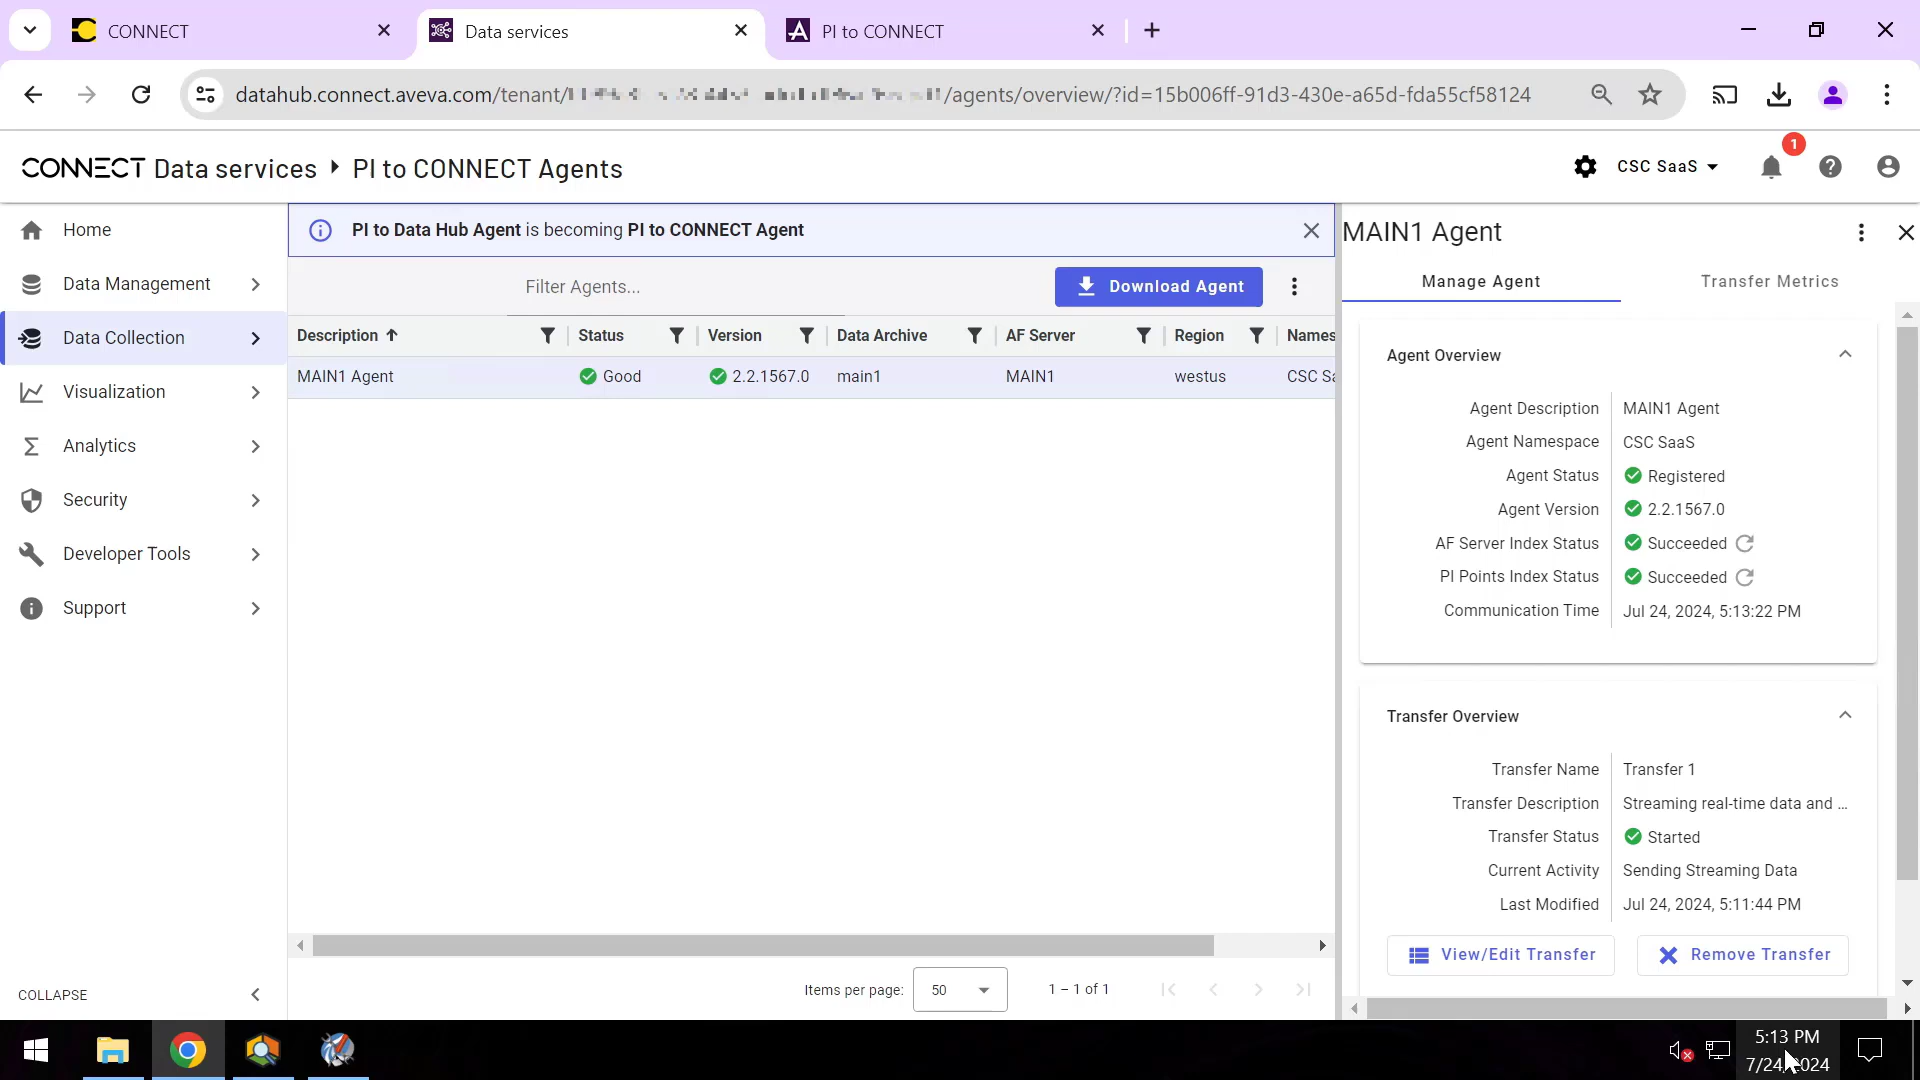 CONNECT
Data services
PI to CONNECT
datahub.connect.aveva.com/tenant/ /agents/overview/?id=15b006ff-91d3-430e-a65d-fda55cf58124
CONNECT Data services PI to CONNECT Agents
CSC SaaS
1
Home
Data Management
Data Collection
Visualization
Analytics
Security
Developer Tools
Support
COLLAPSE
PI to Data Hub Agent is becoming PI to CONNECT Agent
Filter Agents...
Download Agent
Description Status Version Data Archive AF Server Region Names
MAIN1 Agent Good 2.2.1567.0 main1 MAIN1 westus CSC Sa
Items per page: 50 1 – 1 of 1
MAIN1 Agent
Manage Agent Transfer Metrics
Agent Overview
Agent Description MAIN1 Agent
Agent Namespace CSC SaaS
Agent Status Registered
Agent Version 2.2.1567.0
AF Server Index Status Succeeded
PI Points Index Status Succeeded
Communication Time Jul 24, 2024, 5:13:22 PM
Transfer Overview
Transfer Name Transfer 1
Transfer Description Streaming real-time data and ...
Transfer Status Started
Current Activity Sending Streaming Data
Last Modified Jul 24, 2024, 5:11:44 PM
View/Edit Transfer Remove Transfer
5:13 PM
7/24/2024